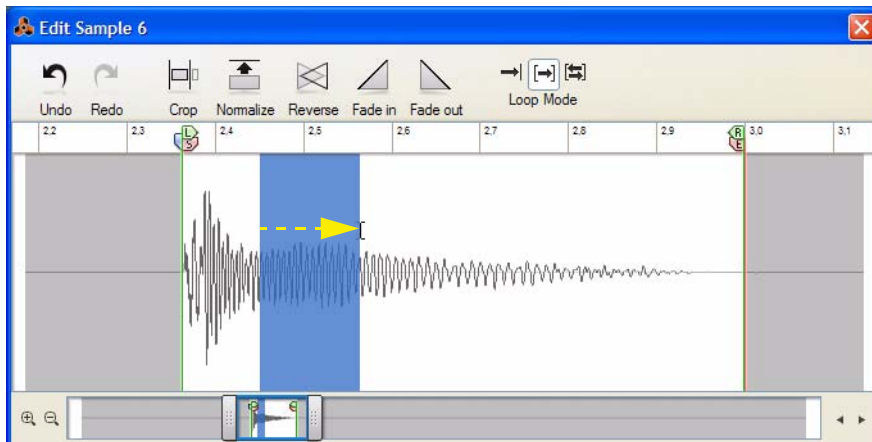 Edit Sample 6
Undo Redo Crop Normalize Reverse Fade in Fade out Loop Mode
2,2 2,3 2,4 2,5 2,6 2,7 2,8 2,9 3,0 3,1
L R
S E